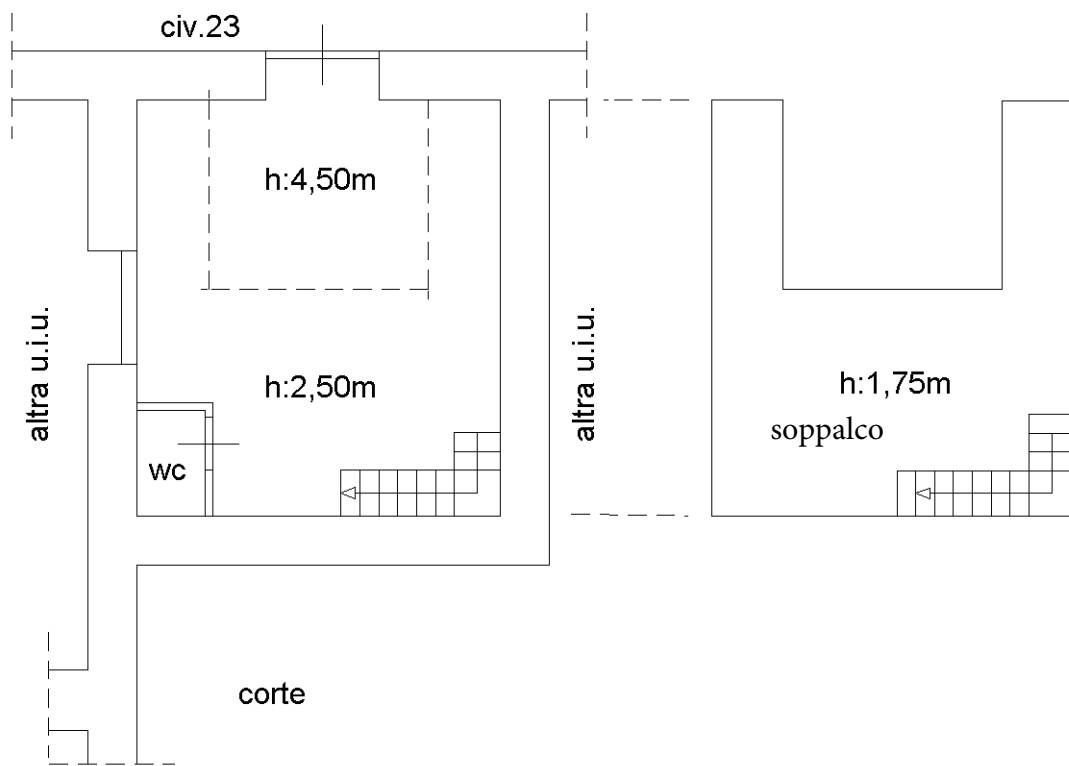 civ.23
h:4,50m
altra u.i.u.
h:2,50m
wc
altra u.i.u.
h:1,75m
soppalco
corte